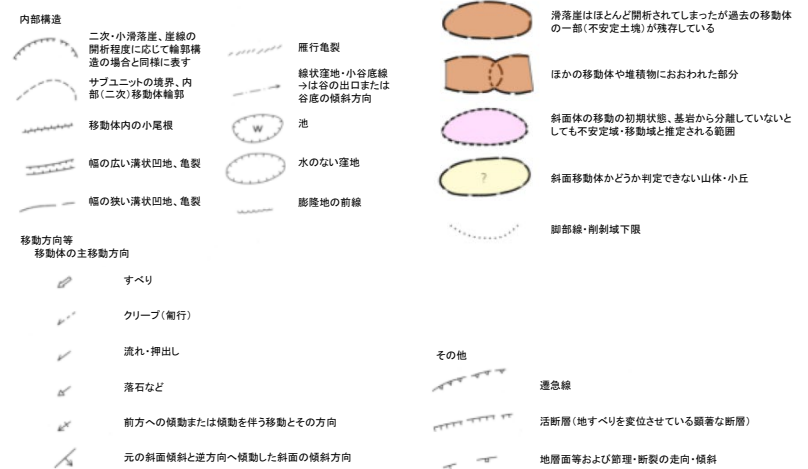 内部構造
二次・小滑落崖、崖線の
開析程度に応じて輪郭構
造の場合と同様に表す
サブユニットの境界、内
部(二次)移動体輪郭
移動体内の小尾根
幅の広い溝状凹地、亀裂
幅の狭い溝状凹地、亀裂
雁行亀裂
線状窪地・小谷底線
→は谷の出口または
谷底の傾斜方向
W
池
水のない窪地
膨隆地の前線
移動方向等
移動体の主移動方向
すべり
クリープ(匍行)
流れ・押出し
落石など
前方への傾動または傾動を伴う移動とその方向
元の斜面傾斜と逆方向へ傾動した斜面の傾斜方向
滑落崖はほとんど開析されてしまったが過去の移動体
の一部(不安定土塊)が残存している
ほかの移動体や堆積物におおわれた部分
斜面体の移動の初期状態、基岩から分離していないと
しても不安定域・移動域と推定される範囲
?
斜面移動体かどうか判定できない山体・小丘
脚部線・削剥域下限
その他
遷急線
活断層(地すべりを変位させている顕著な断層)
地層面等および節理・断裂の走向・傾斜